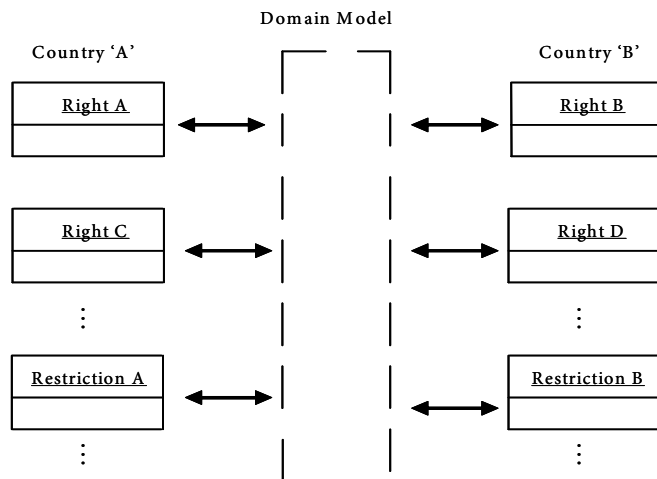 Domain Model
Country ‘A’
Country ‘B’
Right A
Right B
Right C
Right D
Restriction A
Restriction B